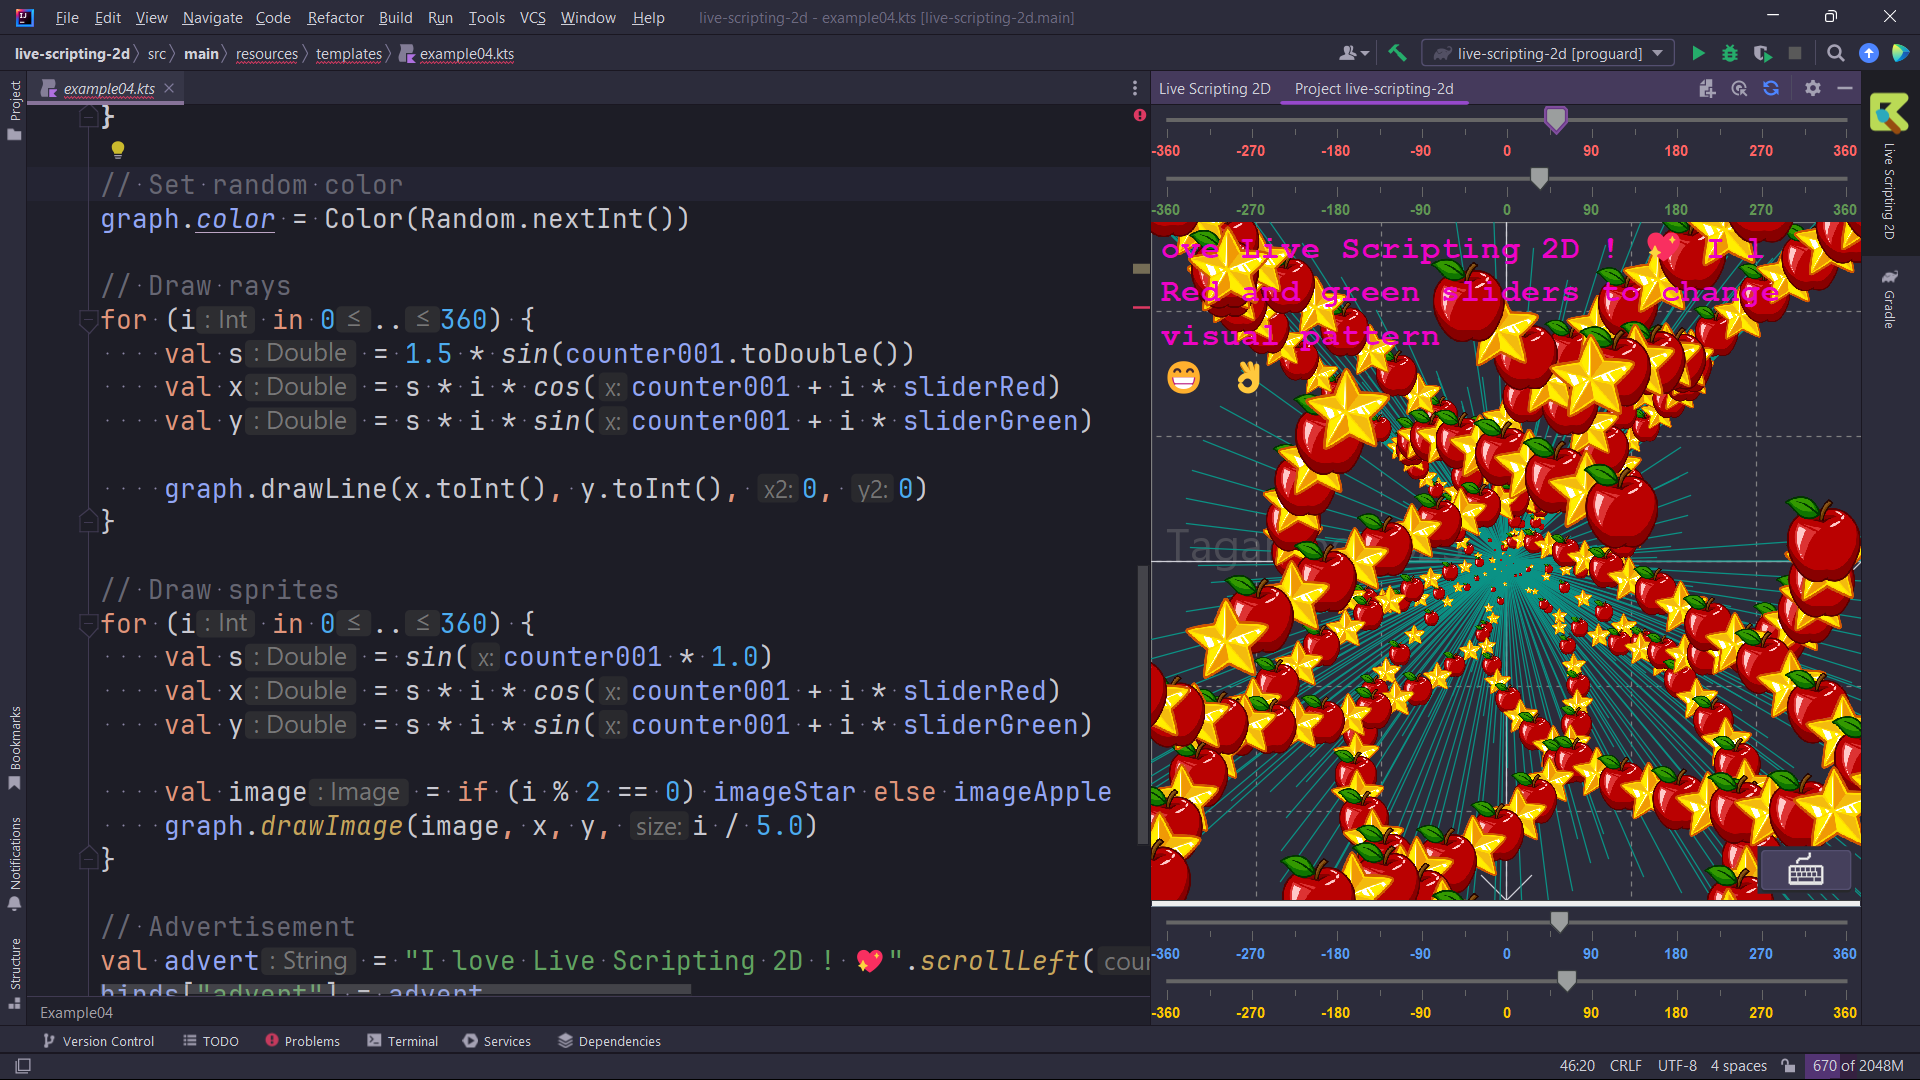 File Edit View Navigate Code Refactor Build Run Tools VCS Window Help live-scripting-2d - example04.kts [live-scripting-2d.main]
live-scripting-2d src main resources templates example04.kts
live-scripting-2d [proguard]
Project
example04.kts
Live Scripting 2D Project live-scripting-2d
}
// Set random color
graph.color = Color(Random.nextInt())
// Draw rays
for (i : Int in 0 ≤ .. ≤ 360) {
val s : Double = 1.5 * sin(counter001.toDouble())
val x : Double = s * i * cos( x: counter001 + i * sliderRed)
val y : Double = s * i * sin( x: counter001 + i * sliderGreen)
graph.drawLine(x.toInt(), y.toInt(), x2: 0, y2: 0)
}
// Draw sprites
for (i : Int in 0 ≤ .. ≤ 360) {
val s : Double = sin( x: counter001 * 1.0)
val x : Double = s * i * cos( x: counter001 + i * sliderRed)
val y : Double = s * i * sin( x: counter001 + i * sliderGreen)
val image : Image = if (i % 2 == 0) imageStar else imageApple
graph.drawImage(image, x, y, size: i / 5.0)
}
// Advertisement
val advert : String = "I love Live Scripting 2D ! 💖".scrollLeft( cour
binds["advert"] = advert
Example04
-360 -270 -180 -90 0 90 180 270 360
-360 -270 -180 -90 0 90 180 270 360
ove Live Scripting 2D ! 💖 I l
Red and green sliders to change
visual pattern
😁 👌
-360 -270 -180 -90 0 90 180 270 360
-360 -270 -180 -90 0 90 180 270 360
Live Scripting 2D
Gradle
Bookmarks
Notifications
Structure
Version Control TODO Problems Terminal Services Dependencies
46:20 CRLF UTF-8 4 spaces 670 of 2048M